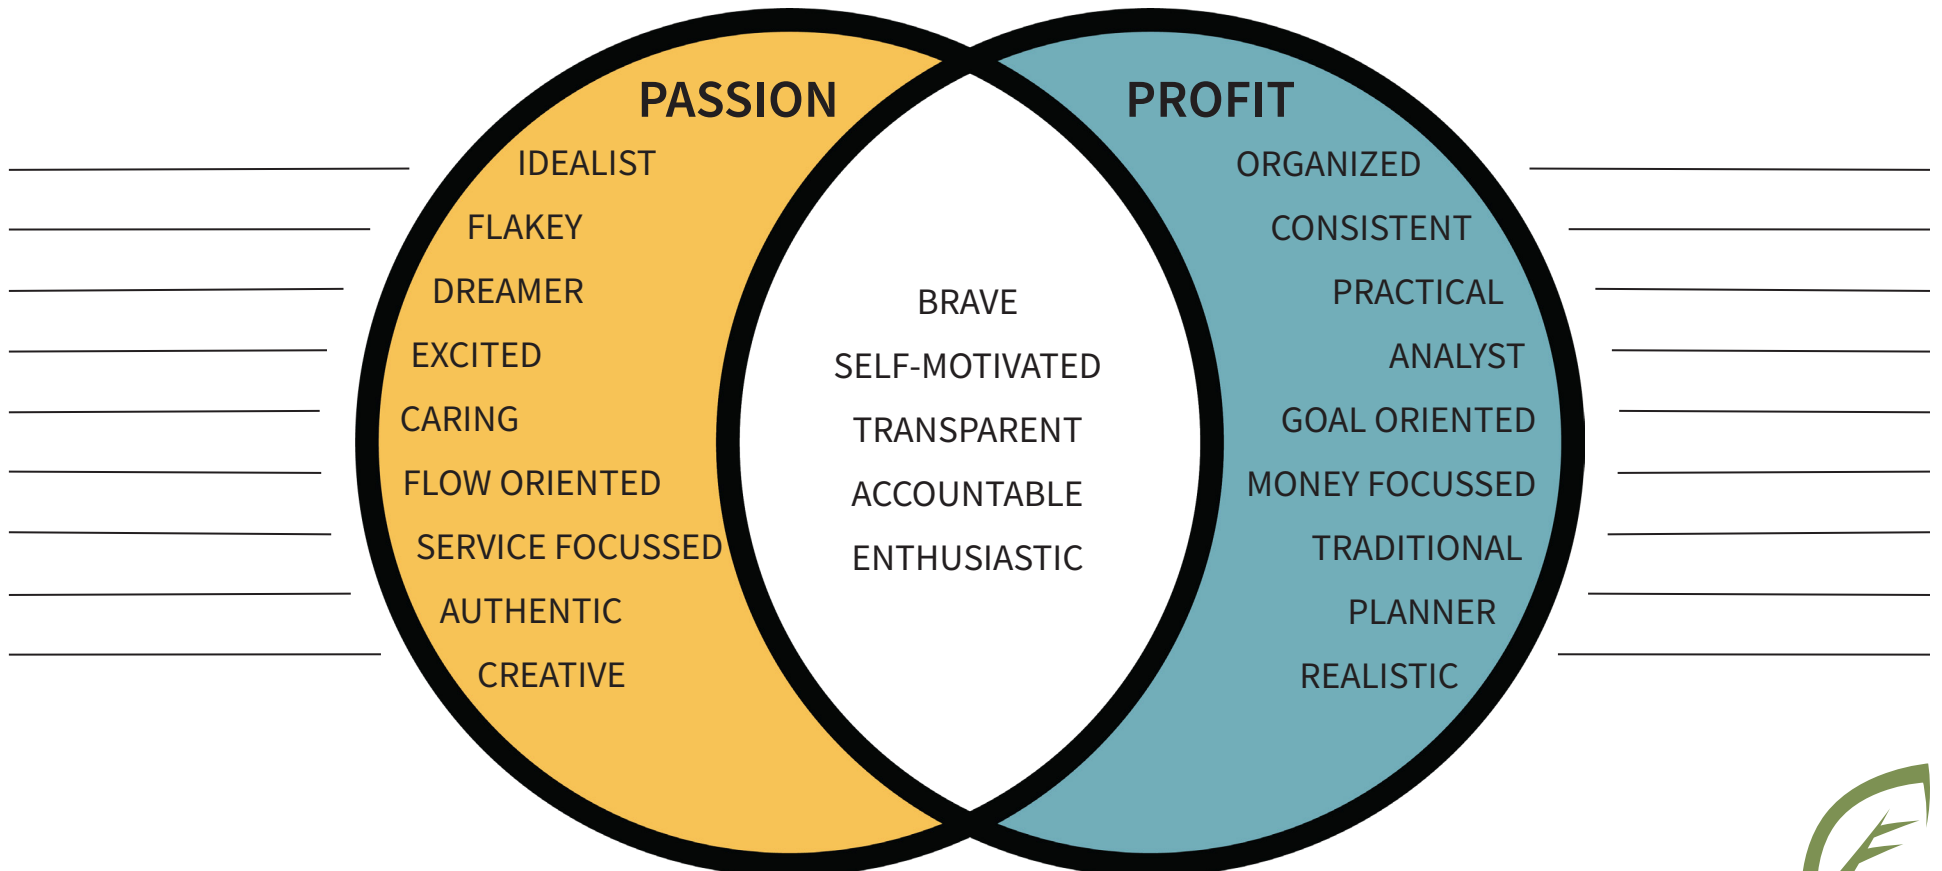 PASSION
IDEALIST
FLAKEY
DREAMER
EXCITED
CARING
FLOW ORIENTED
SERVICE FOCUSSED
AUTHENTIC
CREATIVE
BRAVE
SELF-MOTIVATED
TRANSPARENT
ACCOUNTABLE
ENTHUSIASTIC
PROFIT
ORGANIZED
CONSISTENT
PRACTICAL
ANALYST
GOAL ORIENTED
MONEY FOCUSSED
TRADITIONAL
PLANNER
REALISTIC